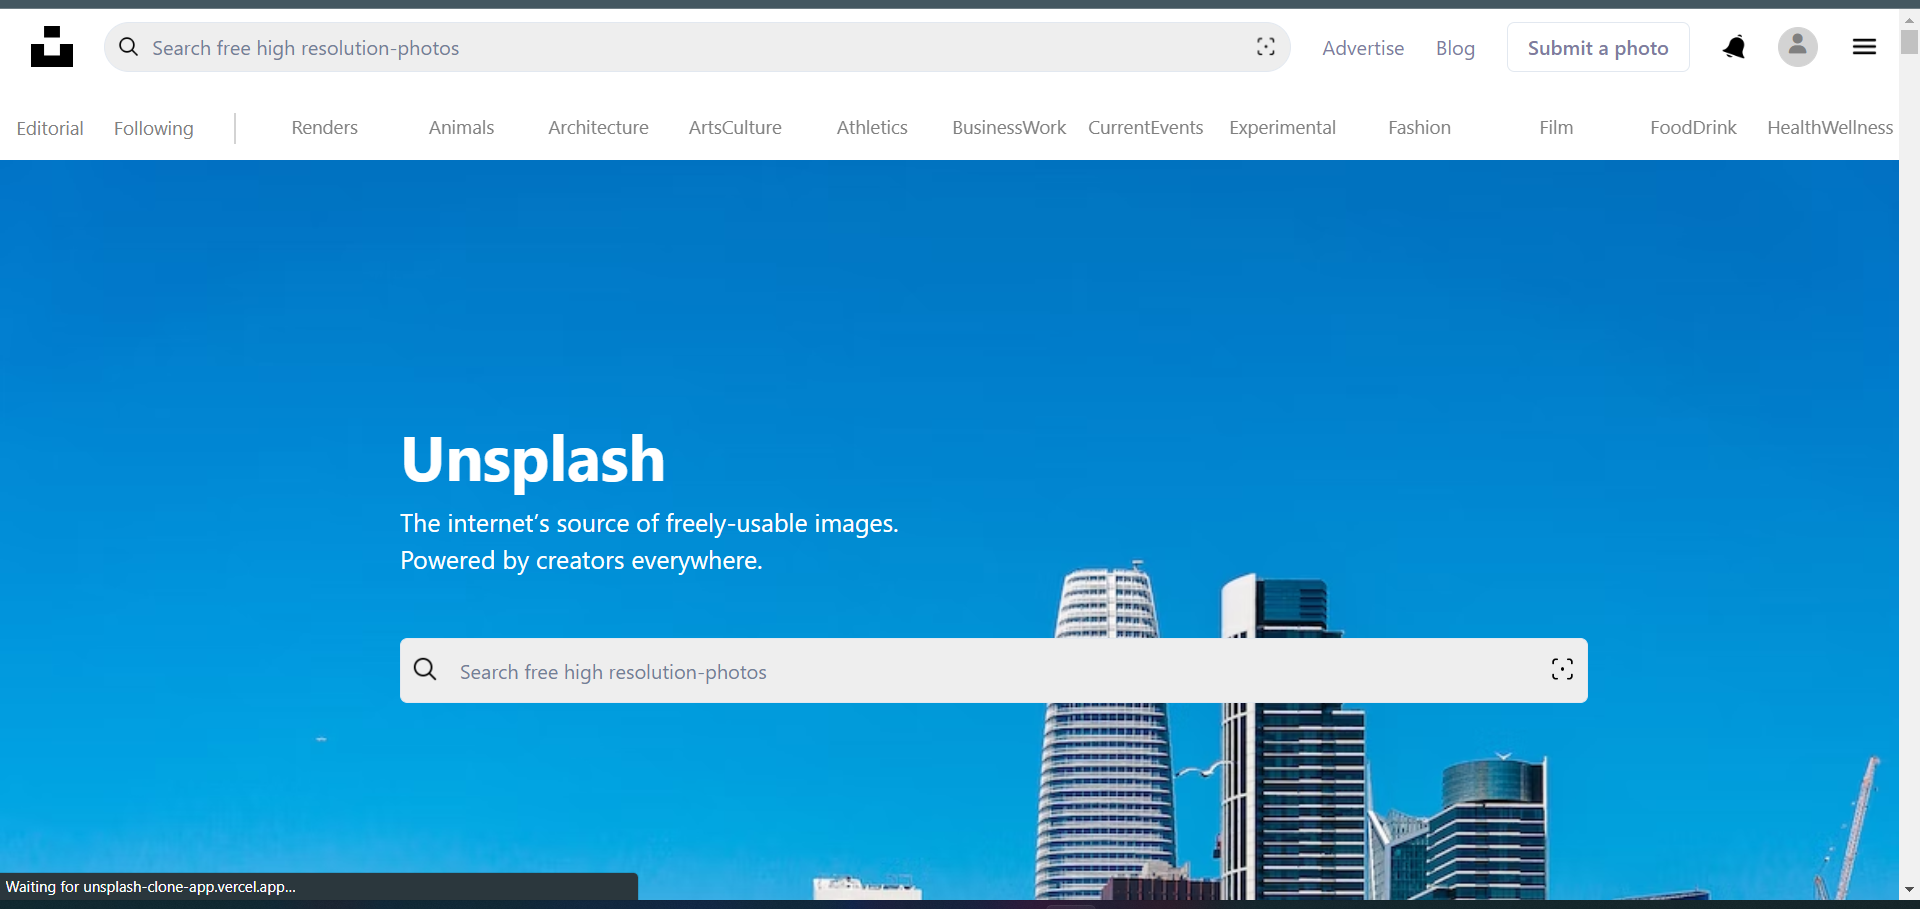 Search free high resolution-photos
Advertise
Blog
Submit a photo
Editorial
Following
Renders
Animals
Architecture
ArtsCulture
Athletics
BusinessWork
CurrentEvents
Experimental
Fashion
Film
FoodDrink
HealthWellness
Unsplash
The internet’s source of freely-usable images.
Powered by creators everywhere.
Search free high resolution-photos
Waiting for unsplash-clone-app.vercel.app...